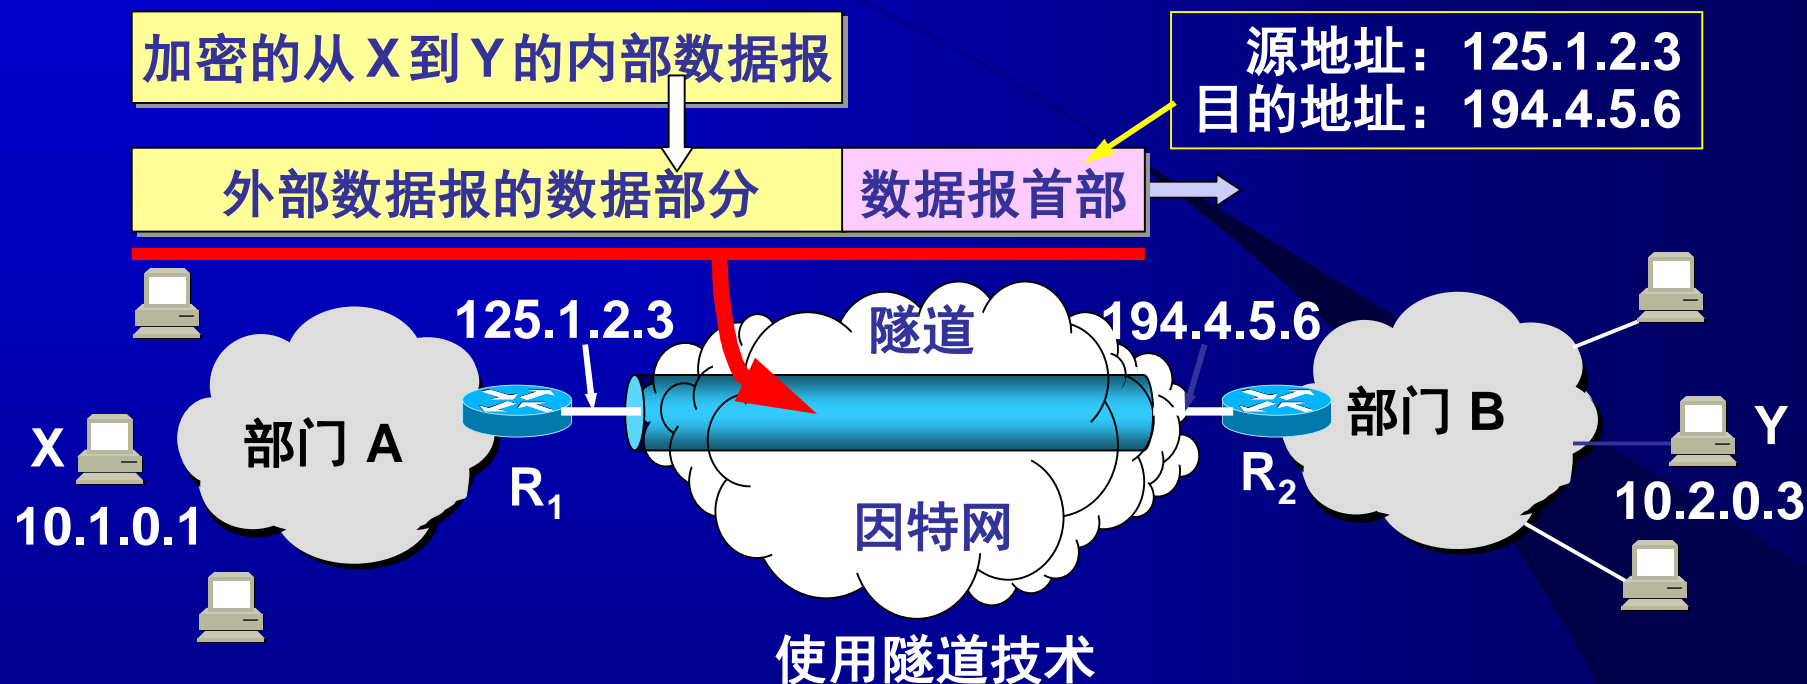 加密的从 X 到 Y 的内部数据报
源地址：125.1.2.3
目的地址：194.4.5.6
外部数据报的数据部分
数据报首部
125.1.2.3
隧道
194.4.5.6
部门 A
部门 B
X
Y
R1
R2
10.1.0.1
10.2.0.3
因特网
使用隧道技术